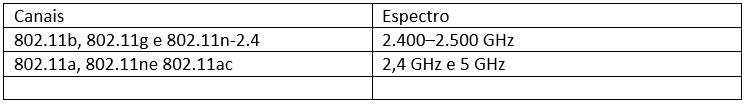 Canais Espectro
802.11b, 802.11g e 802.11n-2.4 2.400–2.500 GHz
802.11a, 802.11ne 802.11ac 2,4 GHz e 5 GHz